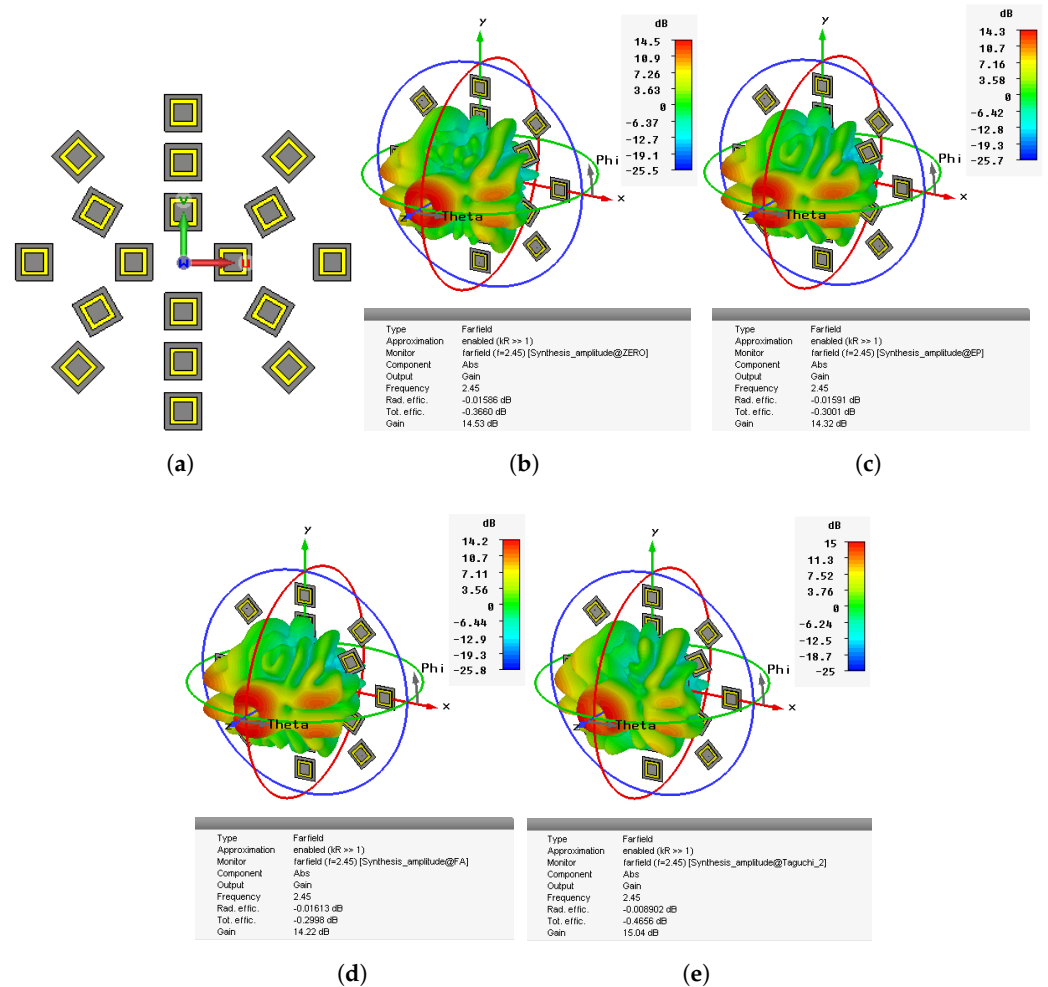 (a)
y
x
z
Phi
Theta
dB
14.5
10.9
7.26
3.63
0
-6.37
-12.7
-19.1
-25.5
Type Farfield
Approximation enabled (kR >> 1)
Monitor farfield (f=2.45) [Synthesis_amplitude@ZERO]
Component Abs
Output Gain
Frequency 2.45
Rad. effic. -0.01586 dB
Tot. effic. -0.3660 dB
Gain 14.53 dB
(b)
y
x
z
Phi
Theta
dB
14.3
10.7
7.16
3.58
0
-6.42
-12.8
-19.3
-25.7
Type Farfield
Approximation enabled (kR >> 1)
Monitor farfield (f=2.45) [Synthesis_amplitude@EP]
Component Abs
Output Gain
Frequency 2.45
Rad. effic. -0.01591 dB
Tot. effic. -0.3001 dB
Gain 14.32 dB
(c)
y
x
z
Phi
Theta
dB
14.2
10.7
7.11
3.56
0
-6.44
-12.9
-19.3
-25.8
Type Farfield
Approximation enabled (kR >> 1)
Monitor farfield (f=2.45) [Synthesis_amplitude@FA]
Component Abs
Output Gain
Frequency 2.45
Rad. effic. -0.01613 dB
Tot. effic. -0.2998 dB
Gain 14.22 dB
(d)
y
x
z
Phi
Theta
dB
15
11.3
7.52
3.76
0
-6.24
-12.5
-18.7
-25
Type Farfield
Approximation enabled (kR >> 1)
Monitor farfield (f=2.45) [Synthesis_amplitude@Taguchi_2]
Component Abs
Output Gain
Frequency 2.45
Rad. effic. -0.008902 dB
Tot. effic. -0.4656 dB
Gain 15.04 dB
(e)